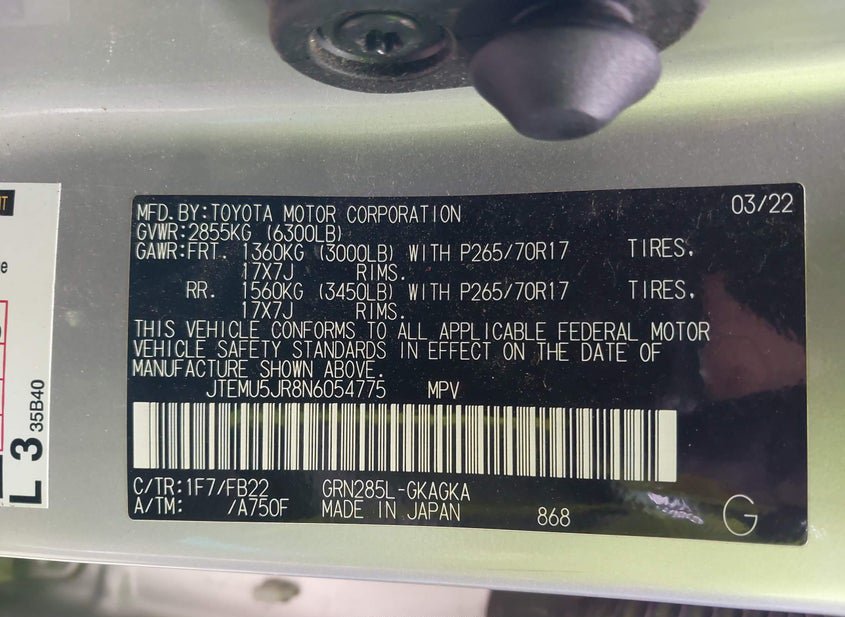 MFD. BY: TOYOTA MOTOR CORPORATION 03/22
GVWR: 2855KG (6300LB)
GAWR: FRT. 1360KG (3000LB) WITH P265/70R17 TIRES,
17X7J RIMS.
RR. 1560KG (3450LB) WITH P265/70R17 TIRES,
17X7J RIMS.
THIS VEHICLE CONFORMS TO ALL APPLICABLE FEDERAL MOTOR
VEHICLE SAFETY STANDARDS IN EFFECT ON THE DATE OF
MANUFACTURE SHOWN ABOVE.
JTEMU5JR8N6054775 MPV
C/TR: 1F7/FB22 GRN285L-GKAGKA
A/TM: /A750F MADE IN JAPAN 868 G
L 3 35B40